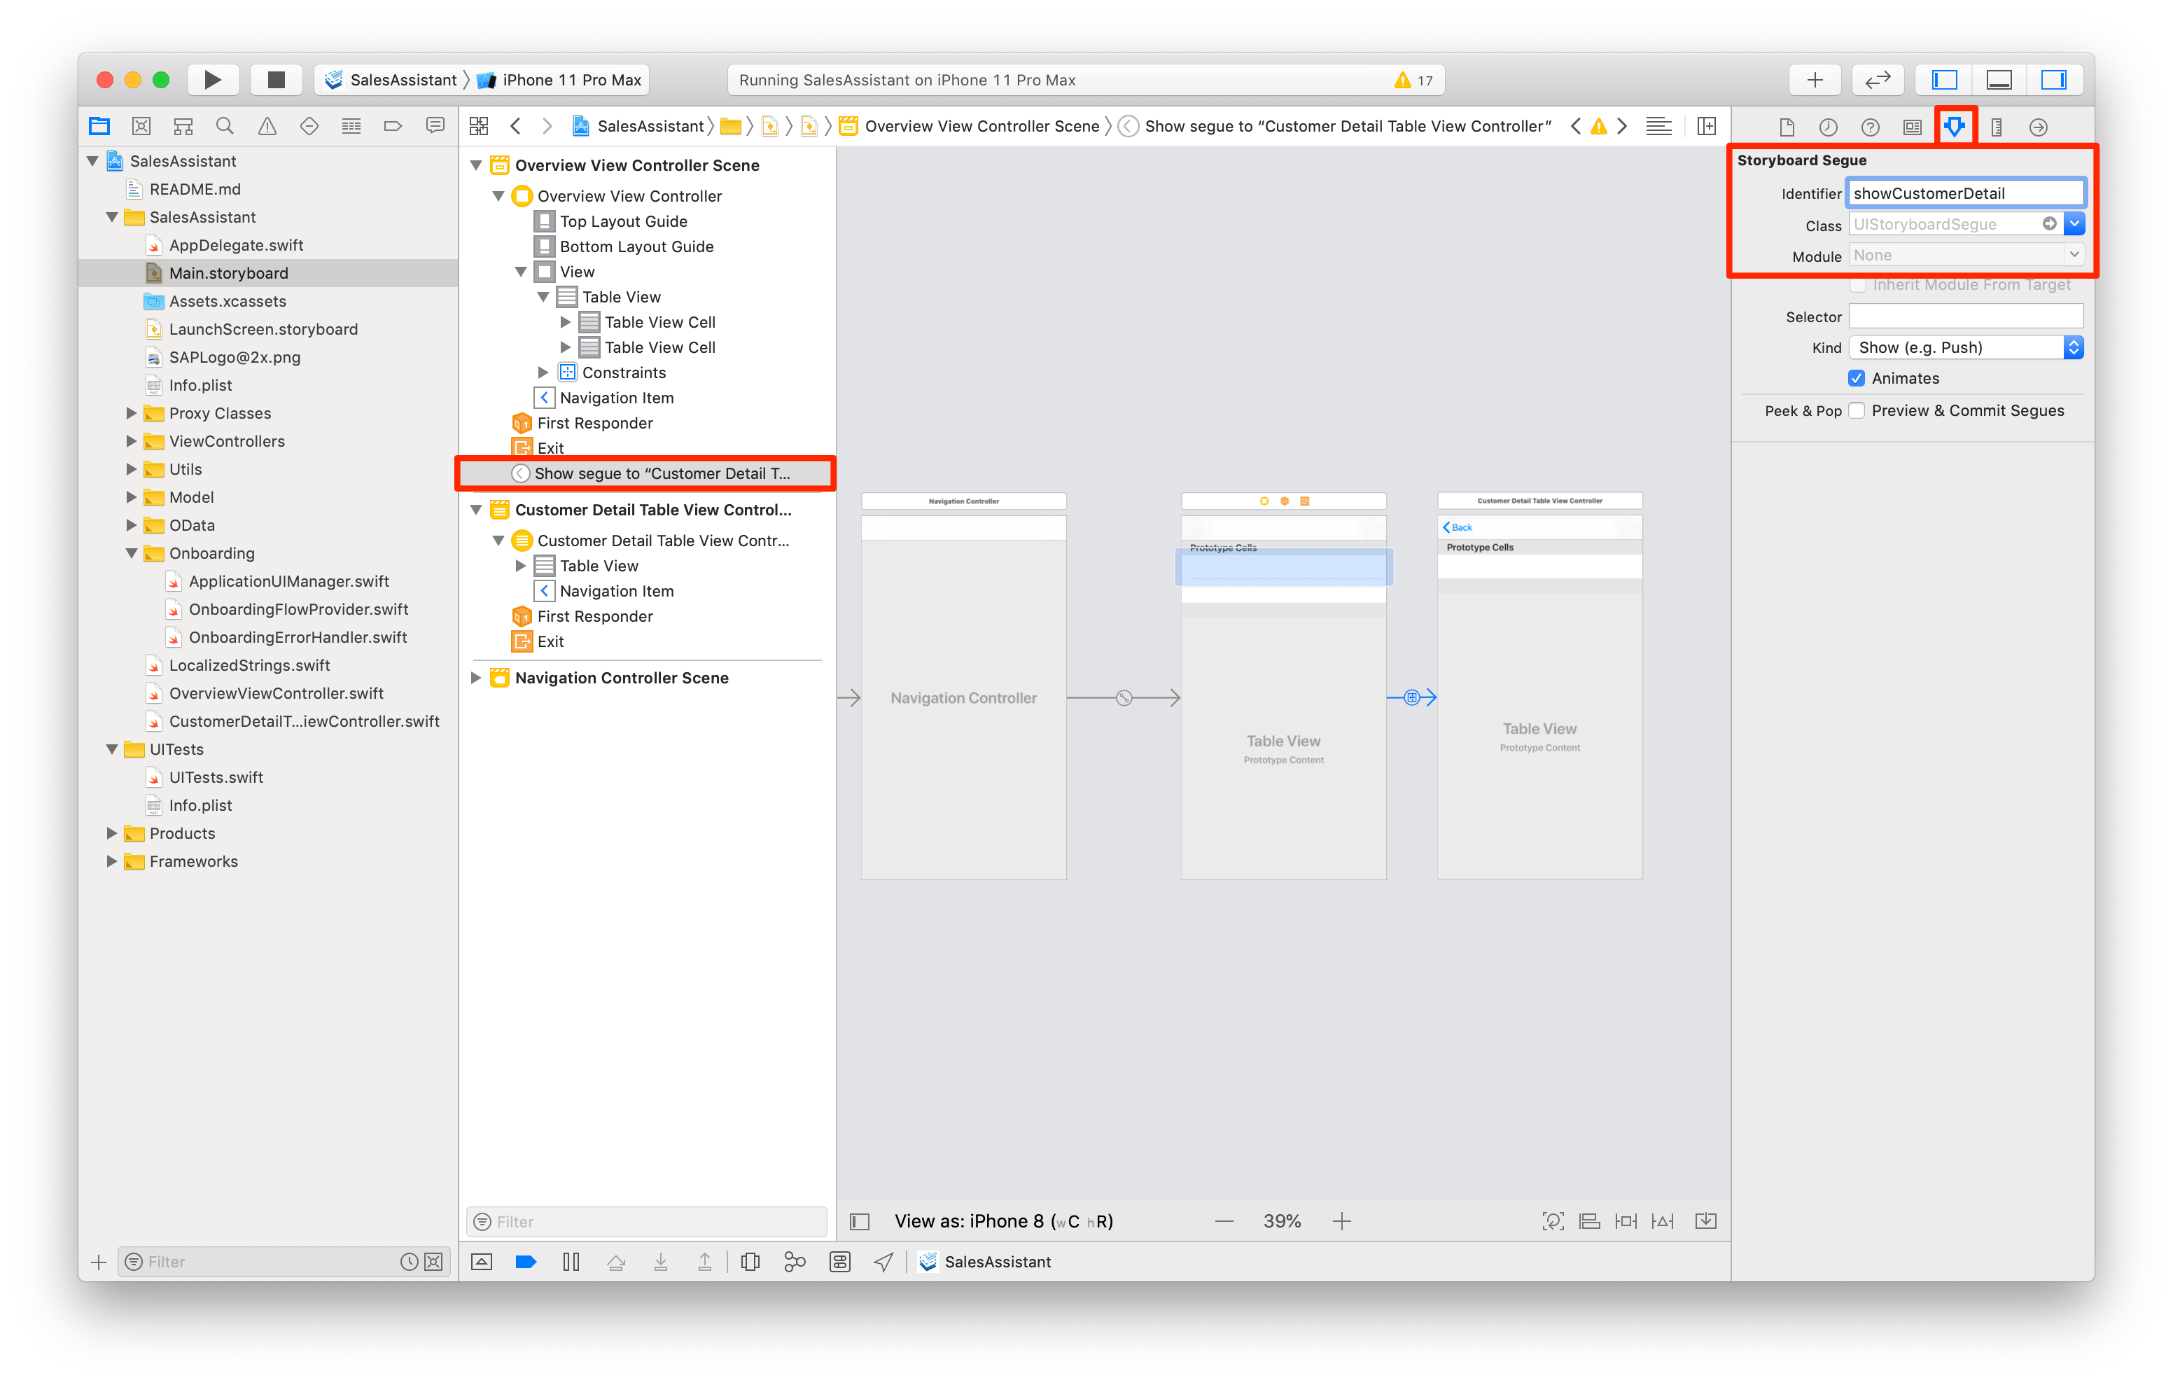 SalesAssistant iPhone 11 Pro Max
Running SalesAssistant on iPhone 11 Pro Max 17
SalesAssistant Overview View Controller Scene Show segue to “Customer Detail Table View Controller”
SalesAssistant
README.md
SalesAssistant
AppDelegate.swift
Main.storyboard
Assets.xcassets
LaunchScreen.storyboard
SAPLogo@2x.png
Info.plist
Proxy Classes
ViewControllers
Utils
Model
OData
Onboarding
ApplicationUIManager.swift
OnboardingFlowProvider.swift
OnboardingErrorHandler.swift
LocalizedStrings.swift
OverviewViewController.swift
CustomerDetailT...iewController.swift
UITests
UITests.swift
Info.plist
Products
Frameworks
Filter
Overview View Controller Scene
Overview View Controller
Top Layout Guide
Bottom Layout Guide
View
Table View
Table View Cell
Table View Cell
Constraints
Navigation Item
First Responder
Exit
Show segue to “Customer Detail T...
Customer Detail Table View Control...
Customer Detail Table View Contr...
Table View
Navigation Item
First Responder
Exit
Navigation Controller Scene
Filter
Navigation Controller
Navigation Controller
Prototype Cells
Table View
Prototype Content
Customer Detail Table View Controller
Back
Prototype Cells
Table View
Prototype Content
View as: iPhone 8 (wC hR)
39%
SalesAssistant
Storyboard Segue
Identifier showCustomerDetail
Class UIStoryboardSegue
Module None
Inherit Module From Target
Selector
Kind Show (e.g. Push)
Animates
Peek & Pop Preview & Commit Segues